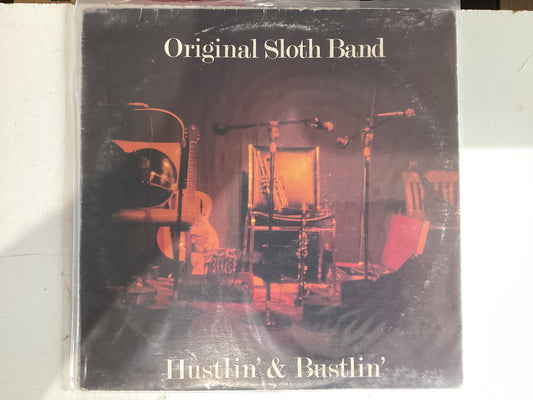 Original Sloth Band
Hustlin' & Bustlin'